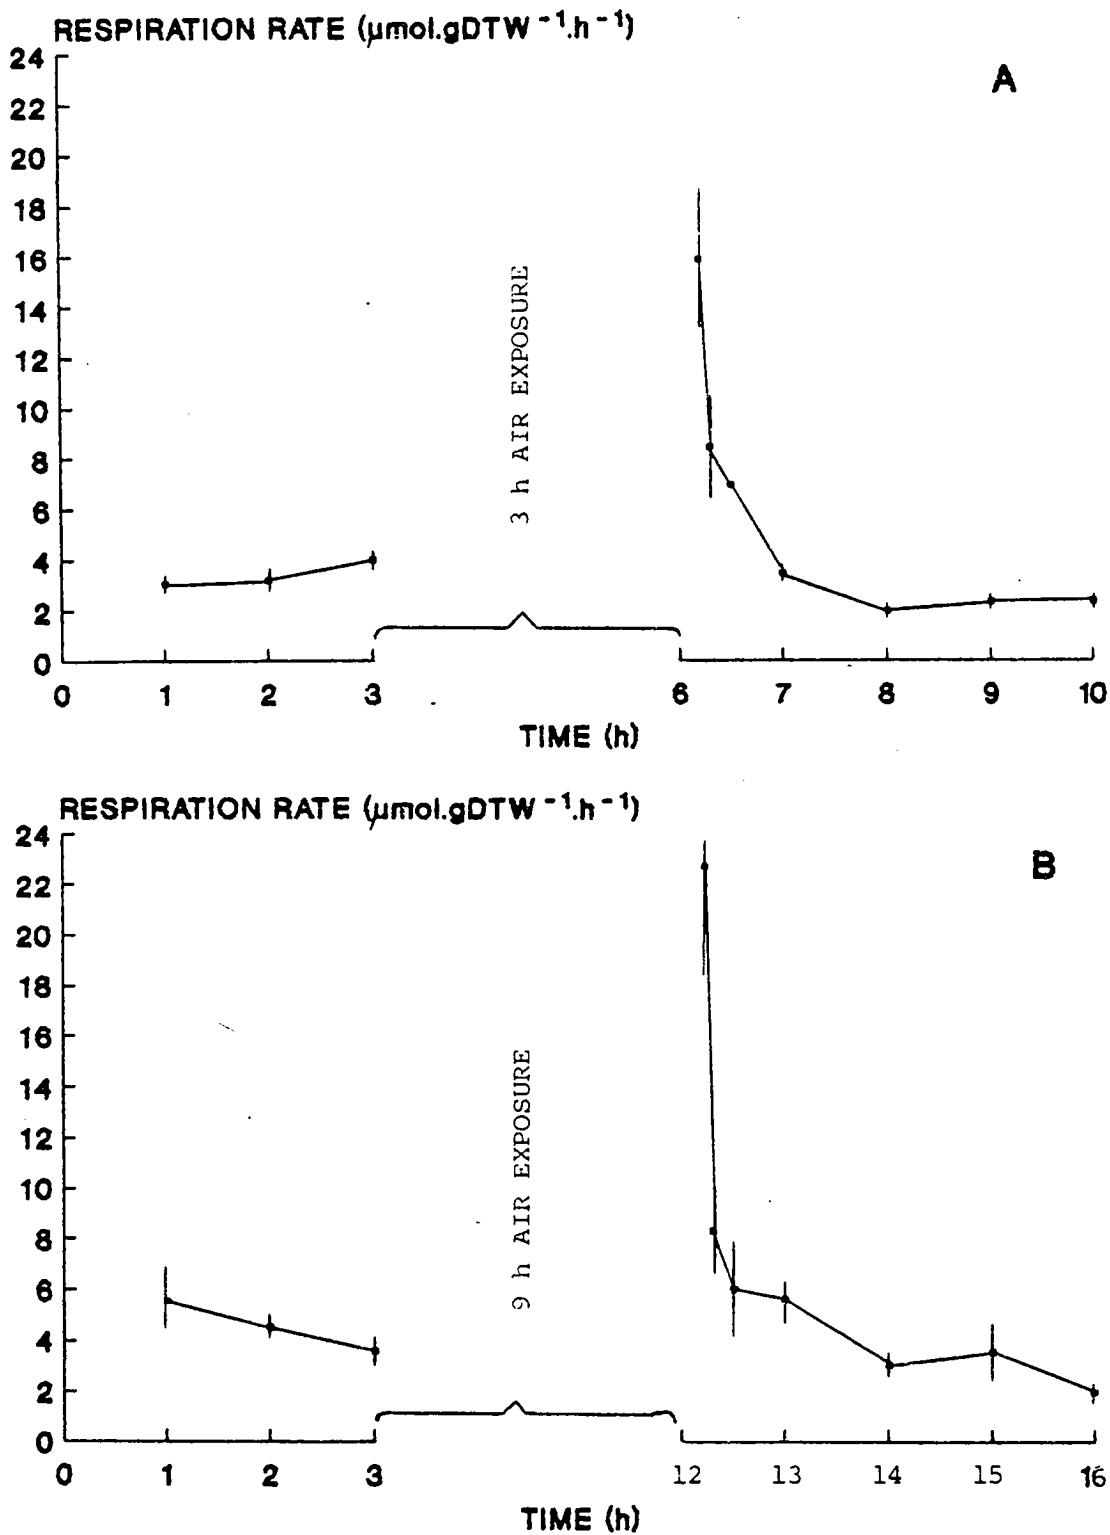 RESPIRATION RATE (µmol.gDTW⁻¹.h⁻¹)
A
24
22
20
18
16
14
12
10
8
6
4
2
0
3 h AIR EXPOSURE
0 1 2 3 6 7 8 9 10
TIME (h)
RESPIRATION RATE (µmol.gDTW⁻¹.h⁻¹)
B
24
22
20
18
16
14
12
10
8
6
4
2
0
9 h AIR EXPOSURE
0 1 2 3 12 13 14 15 16
TIME (h)